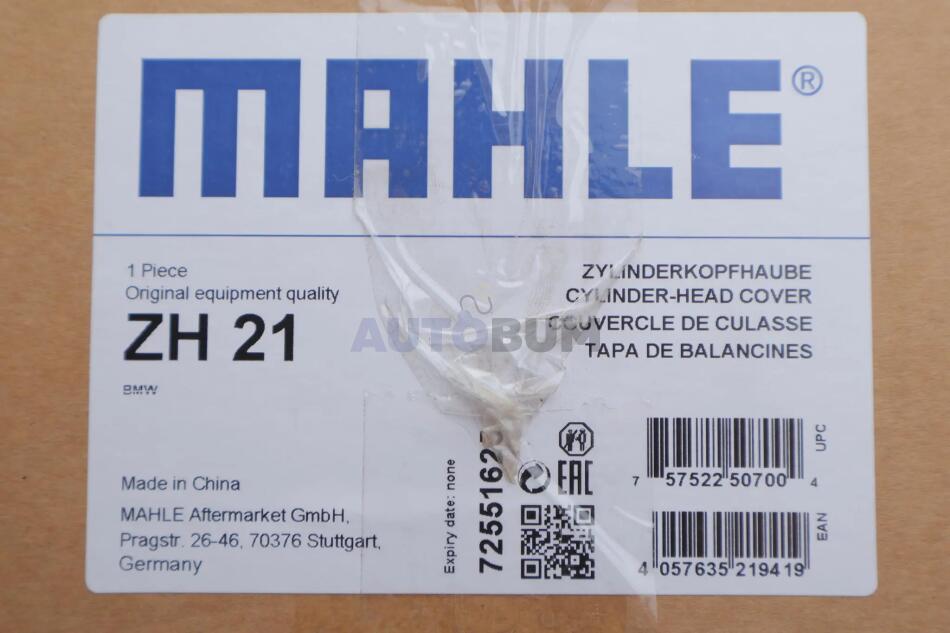 MAHLE®
1 Piece
Original equipment quality
ZH 21
BMW
ZYLINDERKOPFHAUBE
CYLINDER-HEAD COVER
COUVERCLE DE CULASSE
TAPA DE BALANCINES
AUTOBUM
Made in China
MAHLE Aftermarket GmbH,
Pragstr. 26-46, 70376 Stuttgart,
Germany
Expiry date: none
EAC
7 57522 50700 4
UPC
4 057635 219419
EAN